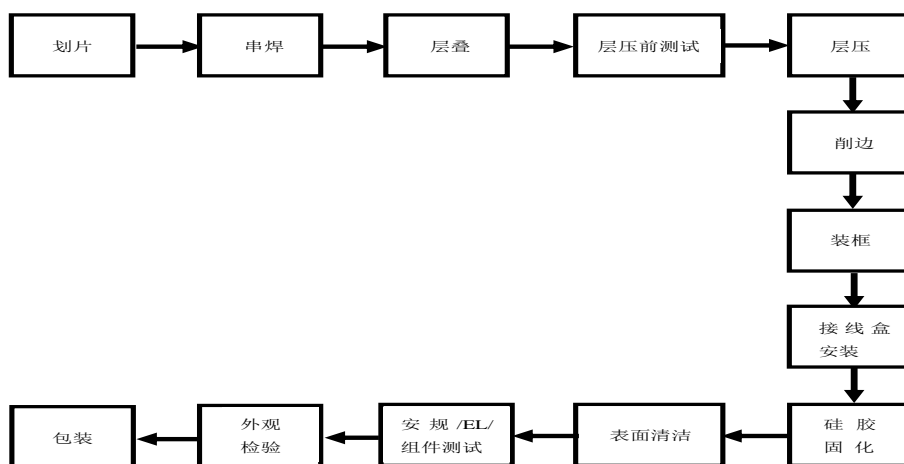 划片
串焊
层叠
层压前测试
层压
削边
装框
接线盒
安装
硅胶
固化
表面清洁
安规/EL/
组件测试
外观
检验
包装